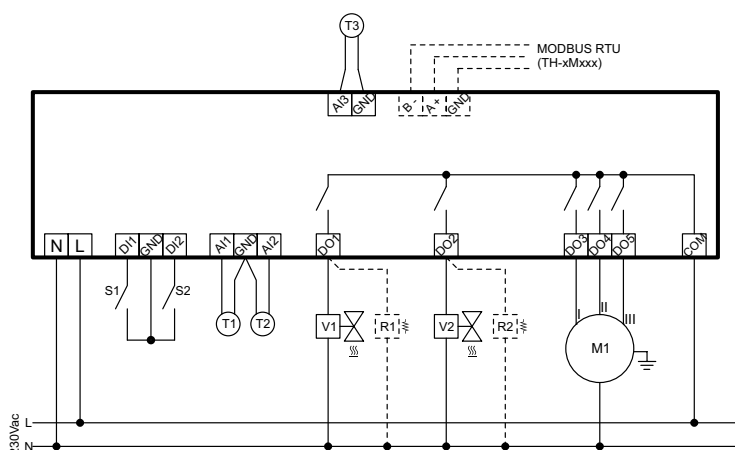 T3
MODBUS RTU
(TH-xMxxx)
AI3 GND B - A + GND
N L DI1 GND DI2 AI1 GND AI2 DO1 DO2 DO3 DO4 DO5 COM
S1 S2
I II III
T1 T2 V1 R1 V2 R2 M1
L
N
230Vac